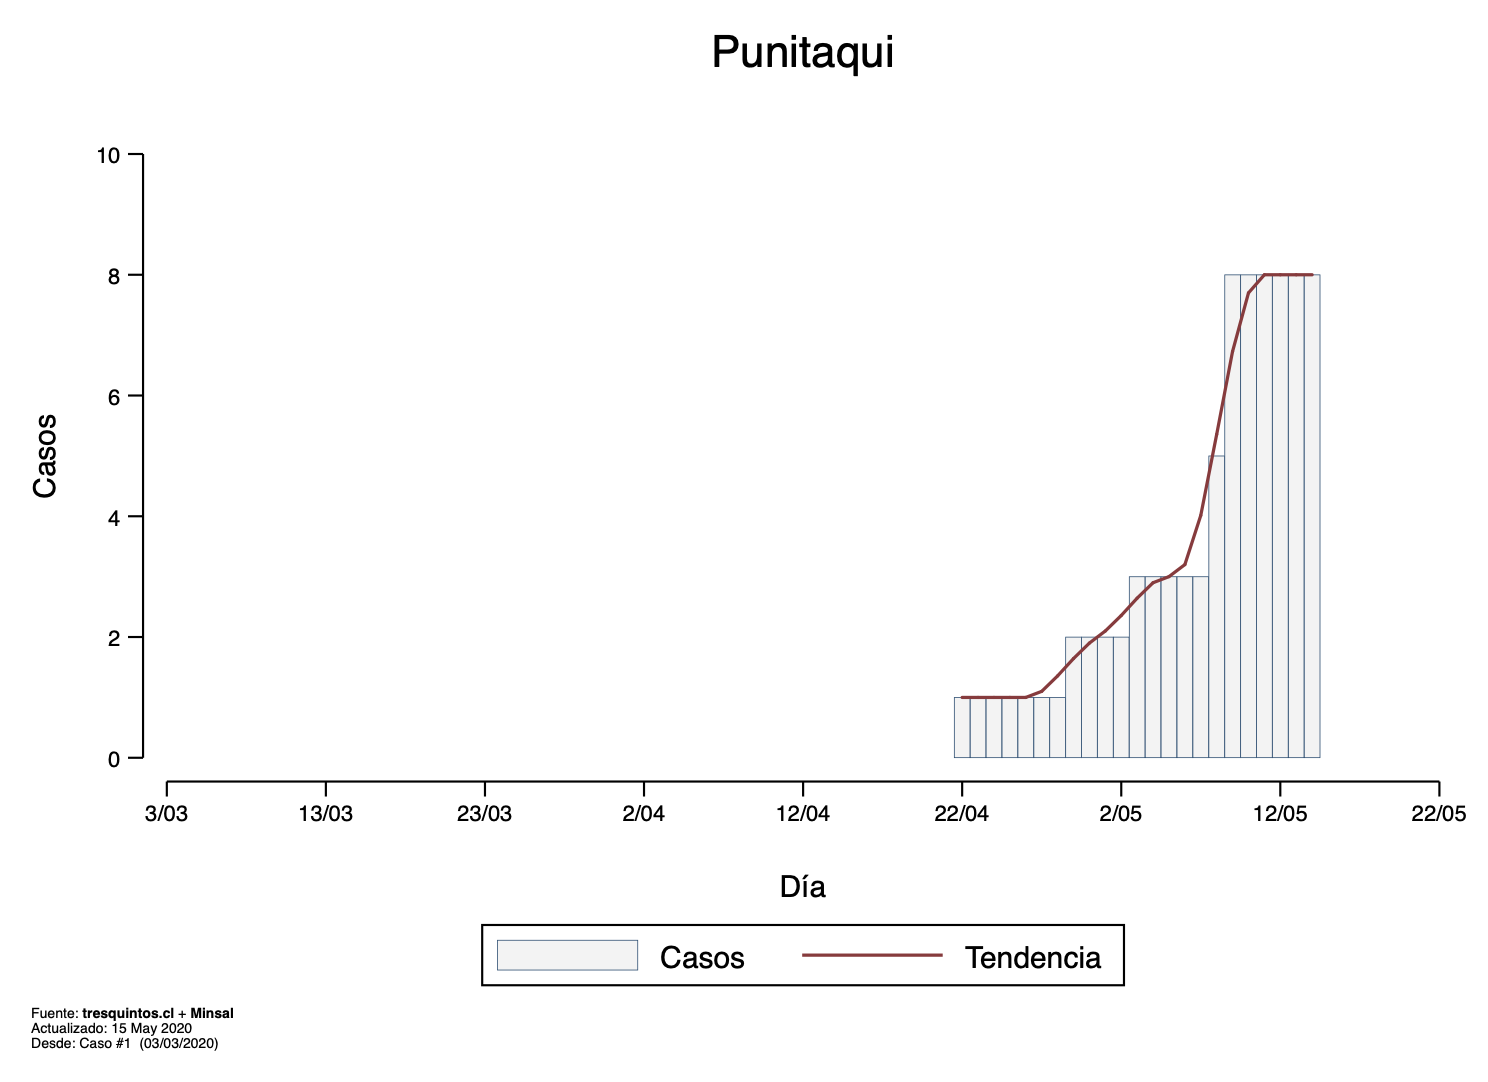 Punitaqui
10
8
6
4
2
0
Casos
3/03 13/03 23/03 2/04 12/04 22/04 2/05 12/05 22/05
Día
Casos Tendencia
Fuente: tresquintos.cl + Minsal
Actualizado: 15 May 2020
Desde: Caso #1 (03/03/2020)